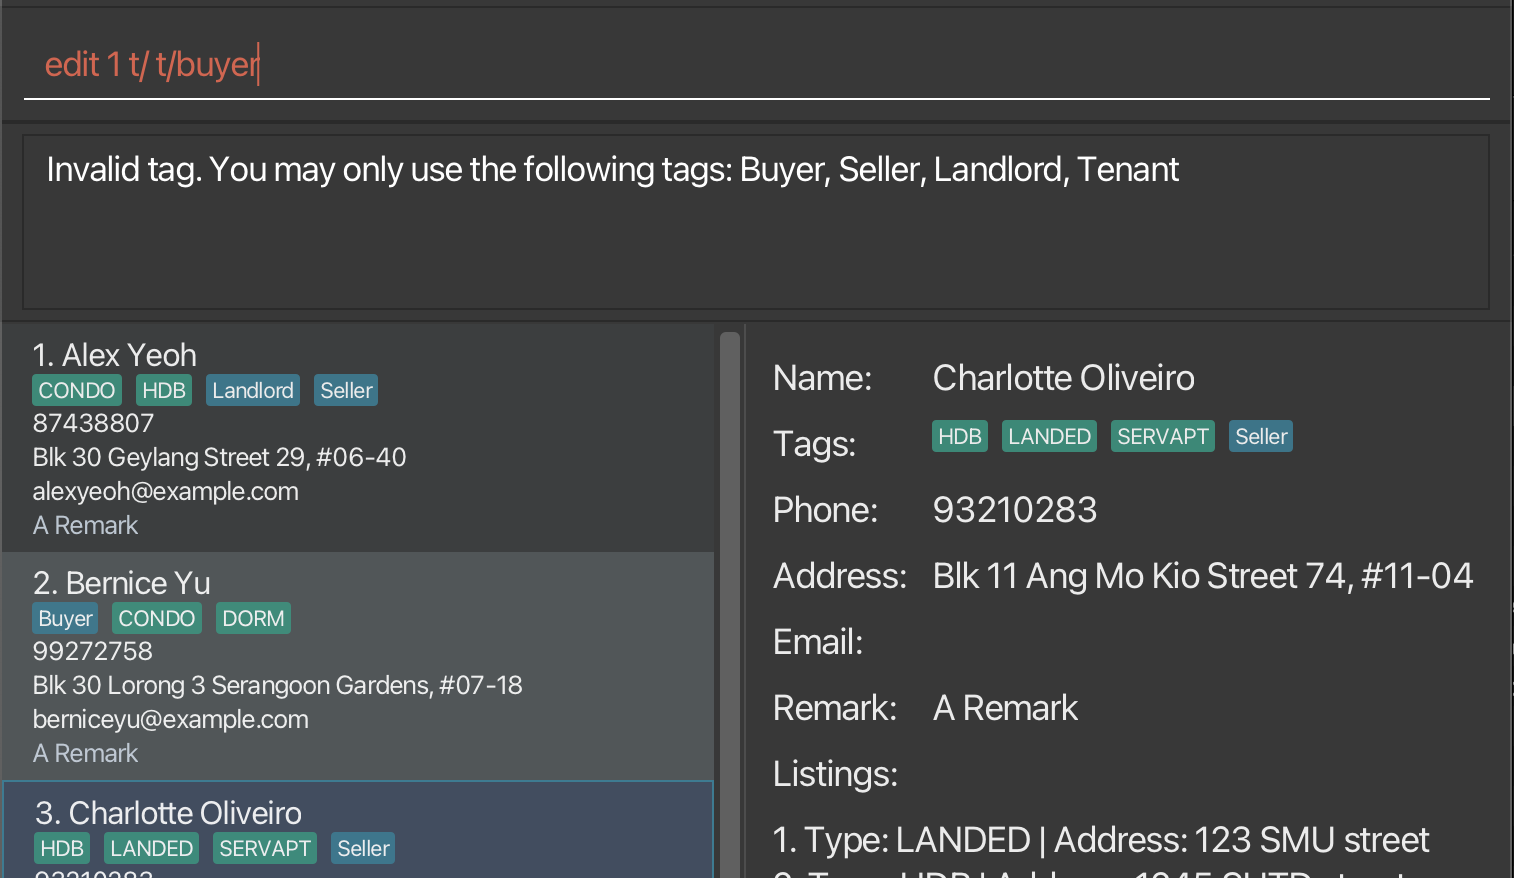 edit 1 t/ t/buyer
Invalid tag. You may only use the following tags: Buyer, Seller, Landlord, Tenant
1. Alex Yeoh
CONDO HDB Landlord Seller
87438807
Blk 30 Geylang Street 29, #06-40
alexyeoh@example.com
A Remark
2. Bernice Yu
Buyer CONDO DORM
99272758
Blk 30 Lorong 3 Serangoon Gardens, #07-18
berniceyu@example.com
A Remark
3. Charlotte Oliveiro
HDB LANDED SERVAPT Seller
93210283
Name: Charlotte Oliveiro
Tags: HDB LANDED SERVAPT Seller
Phone: 93210283
Address: Blk 11 Ang Mo Kio Street 74, #11-04
Email:
Remark: A Remark
Listings:
1. Type: LANDED | Address: 123 SMU street